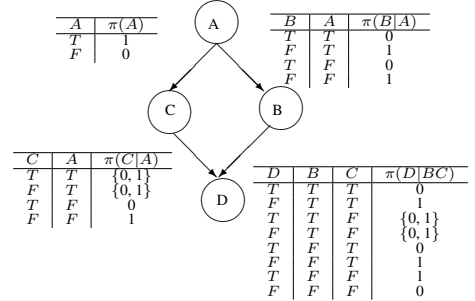 A π(A)
T 1
F 0
A
B A π(B|A)
T T 0
F T 1
T F 0
F F 1
C
B
C A π(C|A)
T T {0, 1}
F T {0, 1}
T F 0
F F 1
D
D B C π(D|BC)
T T T 0
F T T 1
T T F {0, 1}
F T F {0, 1}
T F T 0
F F T 1
T F F 1
F F F 0